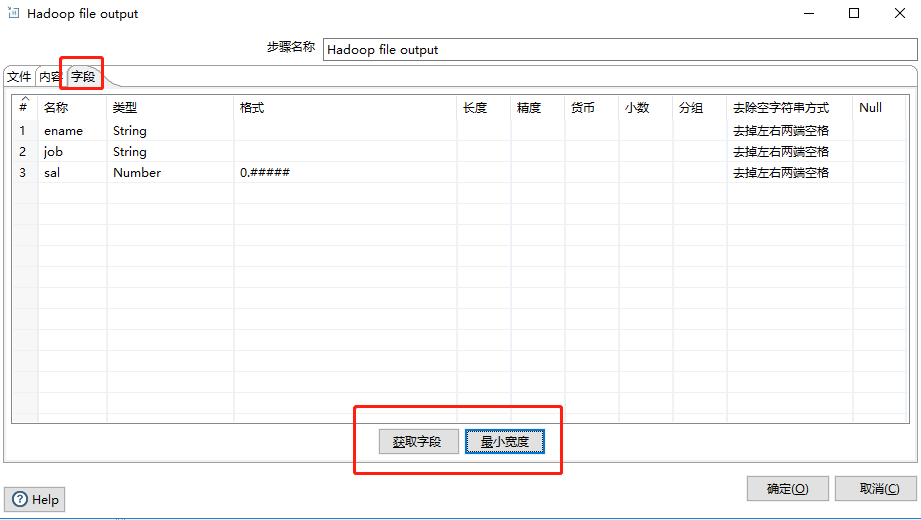 Hadoop file output
步骤名称 Hadoop file output
文件 内容 字段
# 名称 类型 格式 长度 精度 货币 小数 分组 去除空字符串方式 Null
1 ename String 去掉左右两端空格
2 job String 去掉左右两端空格
3 sal Number 0.##### 去掉左右两端空格
获取字段 最小宽度
确定(O) 取消(C)
Help